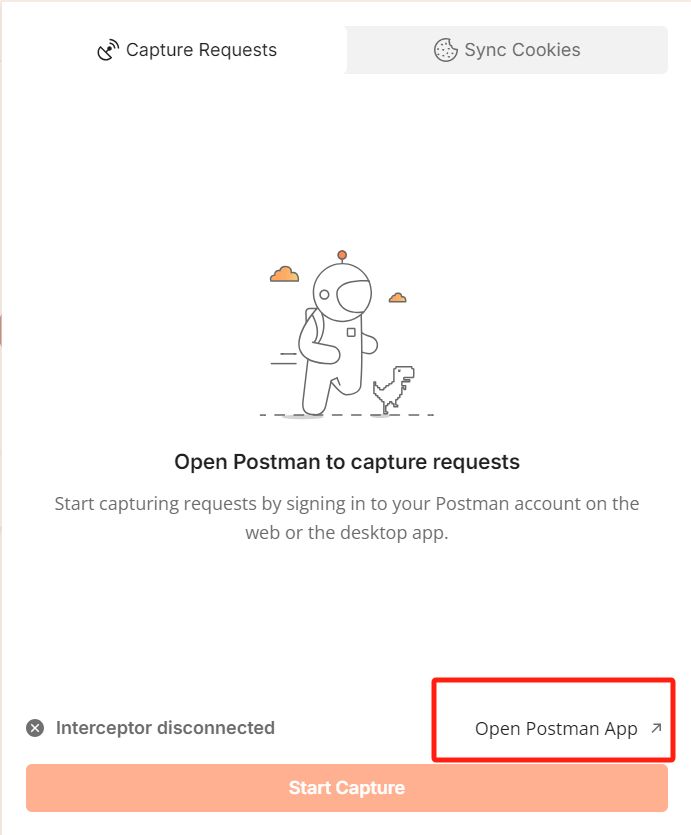 Capture Requests
Sync Cookies
Open Postman to capture requests
Start capturing requests by signing in to your Postman account on the
web or the desktop app.
Interceptor disconnected
Open Postman App
Start Capture